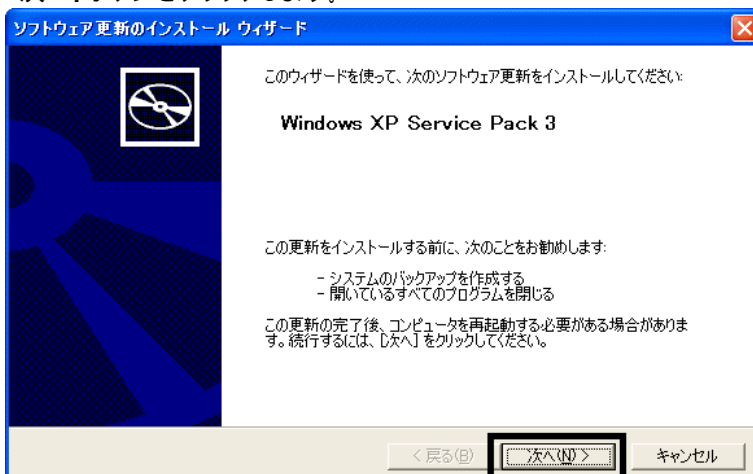 ソフトウェア更新のインストール ウィザード
このウィザードを使って、次のソフトウェア更新をインストールしてください:
Windows XP Service Pack 3
この更新をインストールする前に、次のことをお勧めします:
- システムのバックアップを作成する
- 開いているすべてのプログラムを閉じる
この更新の完了後、コンピュータを再起動する必要がある場合がありま
す。続行するには、[次へ] をクリックしてください。
< 戻る(B)
次へ(N) >
キャンセル